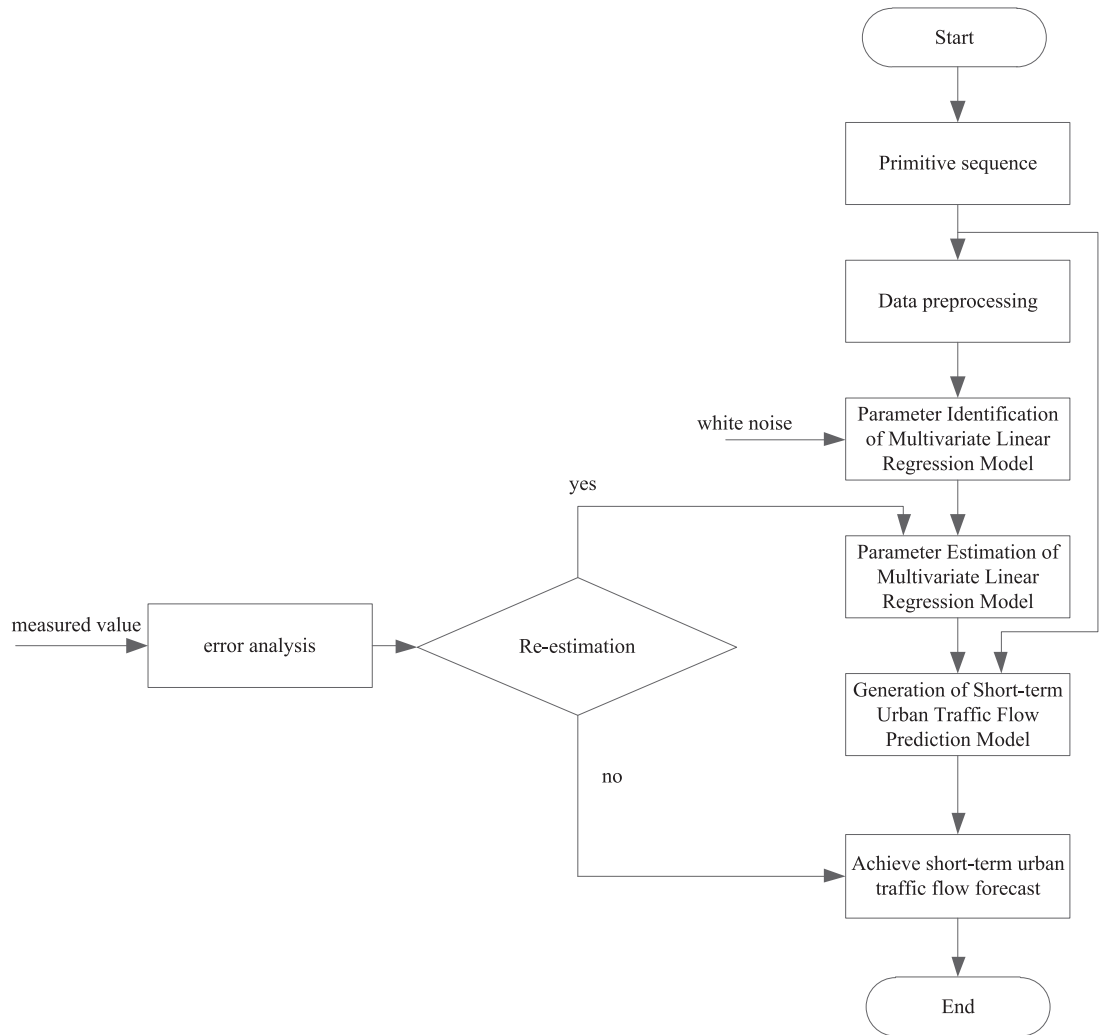 Start
Primitive sequence
Data preprocessing
white noise
Parameter Identification
of Multivariate Linear
Regression Model
yes
Parameter Estimation of
Multivariate Linear
Regression Model
measured value
error analysis
Re-estimation
Generation of Short-term
Urban Traffic Flow
Prediction Model
no
Achieve short-term urban
traffic flow forecast
End